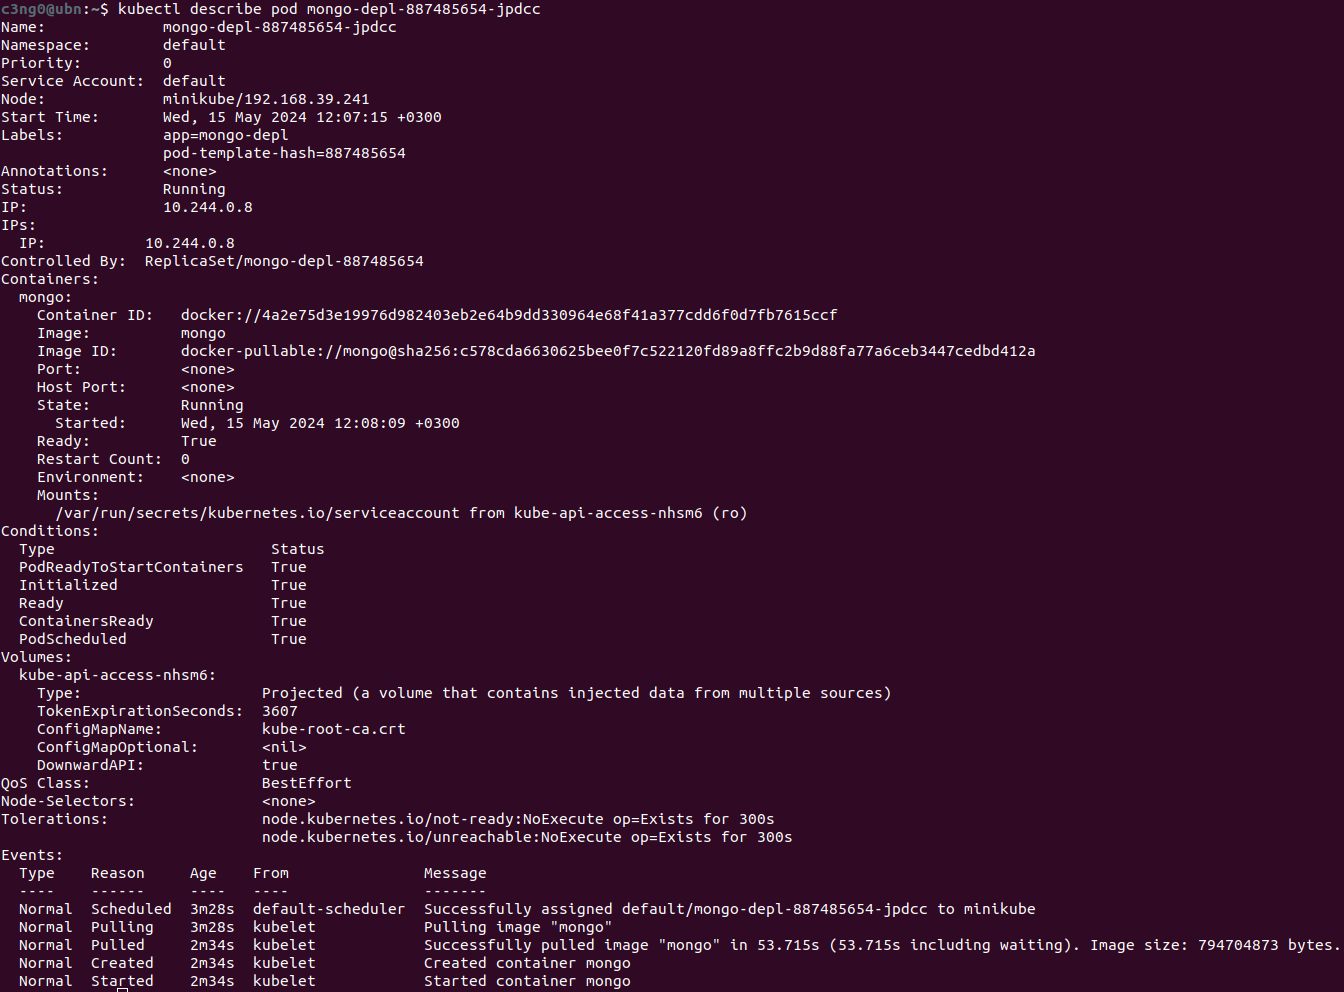 c3ng0@ubn:~$ kubectl describe pod mongo-depl-887485654-jpdcc
Name:             mongo-depl-887485654-jpdcc
Namespace:        default
Priority:         0
Service Account:  default
Node:             minikube/192.168.39.241
Start Time:       Wed, 15 May 2024 12:07:15 +0300
Labels:           app=mongo-depl
                  pod-template-hash=887485654
Annotations:      <none>
Status:           Running
IP:               10.244.0.8
IPs:
  IP:           10.244.0.8
Controlled By:  ReplicaSet/mongo-depl-887485654
Containers:
  mongo:
    Container ID:   docker://4a2e75d3e19976d982403eb2e64b9dd330964e68f41a377cdd6f0d7fb7615ccf
    Image:          mongo
    Image ID:       docker-pullable://mongo@sha256:c578cda6630625bee0f7c522120fd89a8ffc2b9d88fa77a6ceb3447cedbd412a
    Port:           <none>
    Host Port:      <none>
    State:          Running
      Started:      Wed, 15 May 2024 12:08:09 +0300
    Ready:          True
    Restart Count:  0
    Environment:    <none>
    Mounts:
      /var/run/secrets/kubernetes.io/serviceaccount from kube-api-access-nhsm6 (ro)
Conditions:
  Type                        Status
  PodReadyToStartContainers   True
  Initialized                 True
  Ready                       True
  ContainersReady             True
  PodScheduled                True
Volumes:
  kube-api-access-nhsm6:
    Type:                    Projected (a volume that contains injected data from multiple sources)
    TokenExpirationSeconds:  3607
    ConfigMapName:           kube-root-ca.crt
    ConfigMapOptional:       <nil>
    DownwardAPI:             true
QoS Class:                   BestEffort
Node-Selectors:              <none>
Tolerations:                 node.kubernetes.io/not-ready:NoExecute op=Exists for 300s
                             node.kubernetes.io/unreachable:NoExecute op=Exists for 300s
Events:
  Type    Reason     Age    From               Message
  ----    ------     ----   ----               -------
  Normal  Scheduled  3m28s  default-scheduler  Successfully assigned default/mongo-depl-887485654-jpdcc to minikube
  Normal  Pulling    3m28s  kubelet            Pulling image "mongo"
  Normal  Pulled     2m34s  kubelet            Successfully pulled image "mongo" in 53.715s (53.715s including waiting). Image size: 794704873 bytes.
  Normal  Created    2m34s  kubelet            Created container mongo
  Normal  Started    2m34s  kubelet            Started container mongo